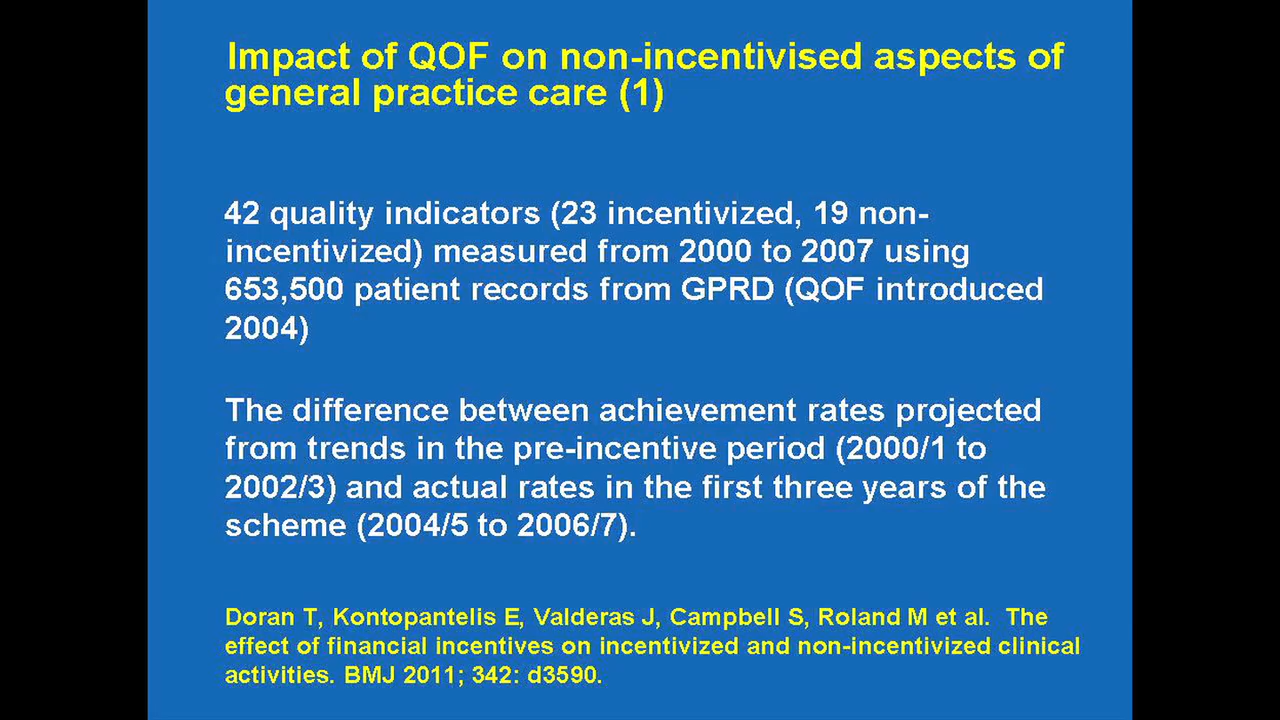 Impact of QOF on non-incentivised aspects of
general practice care (1)
42 quality indicators (23 incentivized, 19 non-
incentivized) measured from 2000 to 2007 using
653,500 patient records from GPRD (QOF introduced
2004)
The difference between achievement rates projected
from trends in the pre-incentive period (2000/1 to
2002/3) and actual rates in the first three years of the
scheme (2004/5 to 2006/7).
Doran T, Kontopantelis E, Valderas J, Campbell S, Roland M et al.  The
effect of financial incentives on incentivized and non-incentivized clinical
activities. BMJ 2011; 342: d3590.